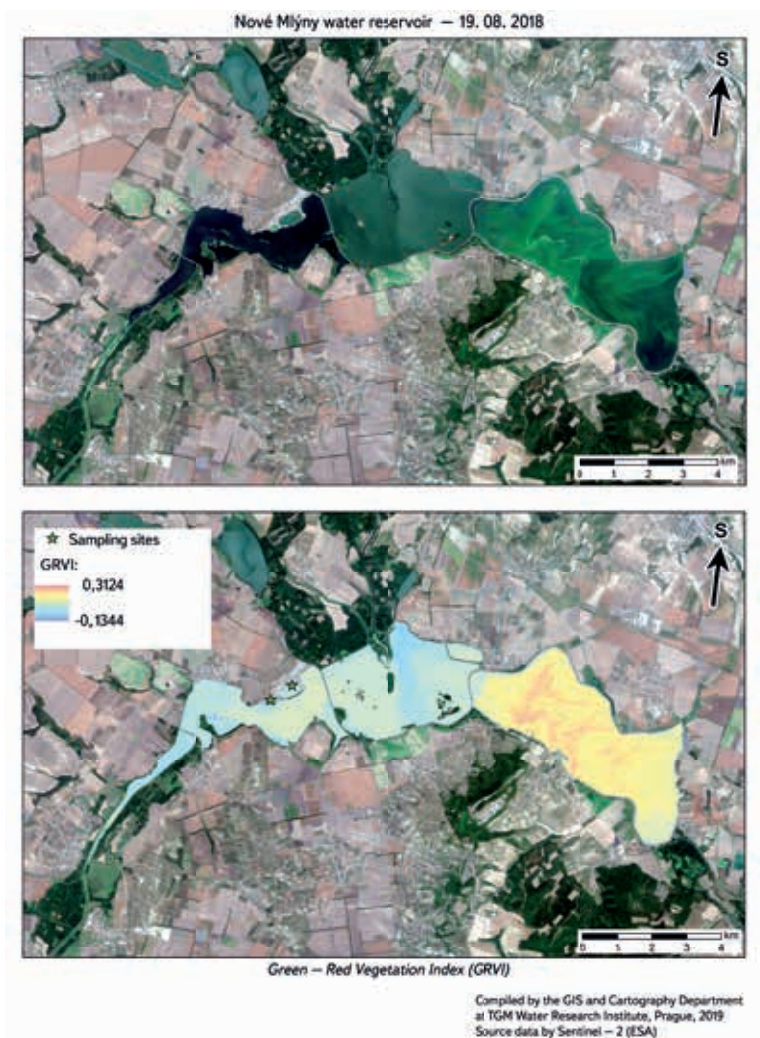 Nové Mlýny water reservoir – 19. 08. 2018
S
km
0 1 2 3 4
Sampling sites
GRVI:
0,3124
-0,1344
S
km
0 1 2 3 4
Green – Red Vegetation Index (GRVI)
Compiled by the GIS and Cartography Department
at TGM Water Research Institute, Prague, 2019
Source data by Sentinel – 2 (ESA)